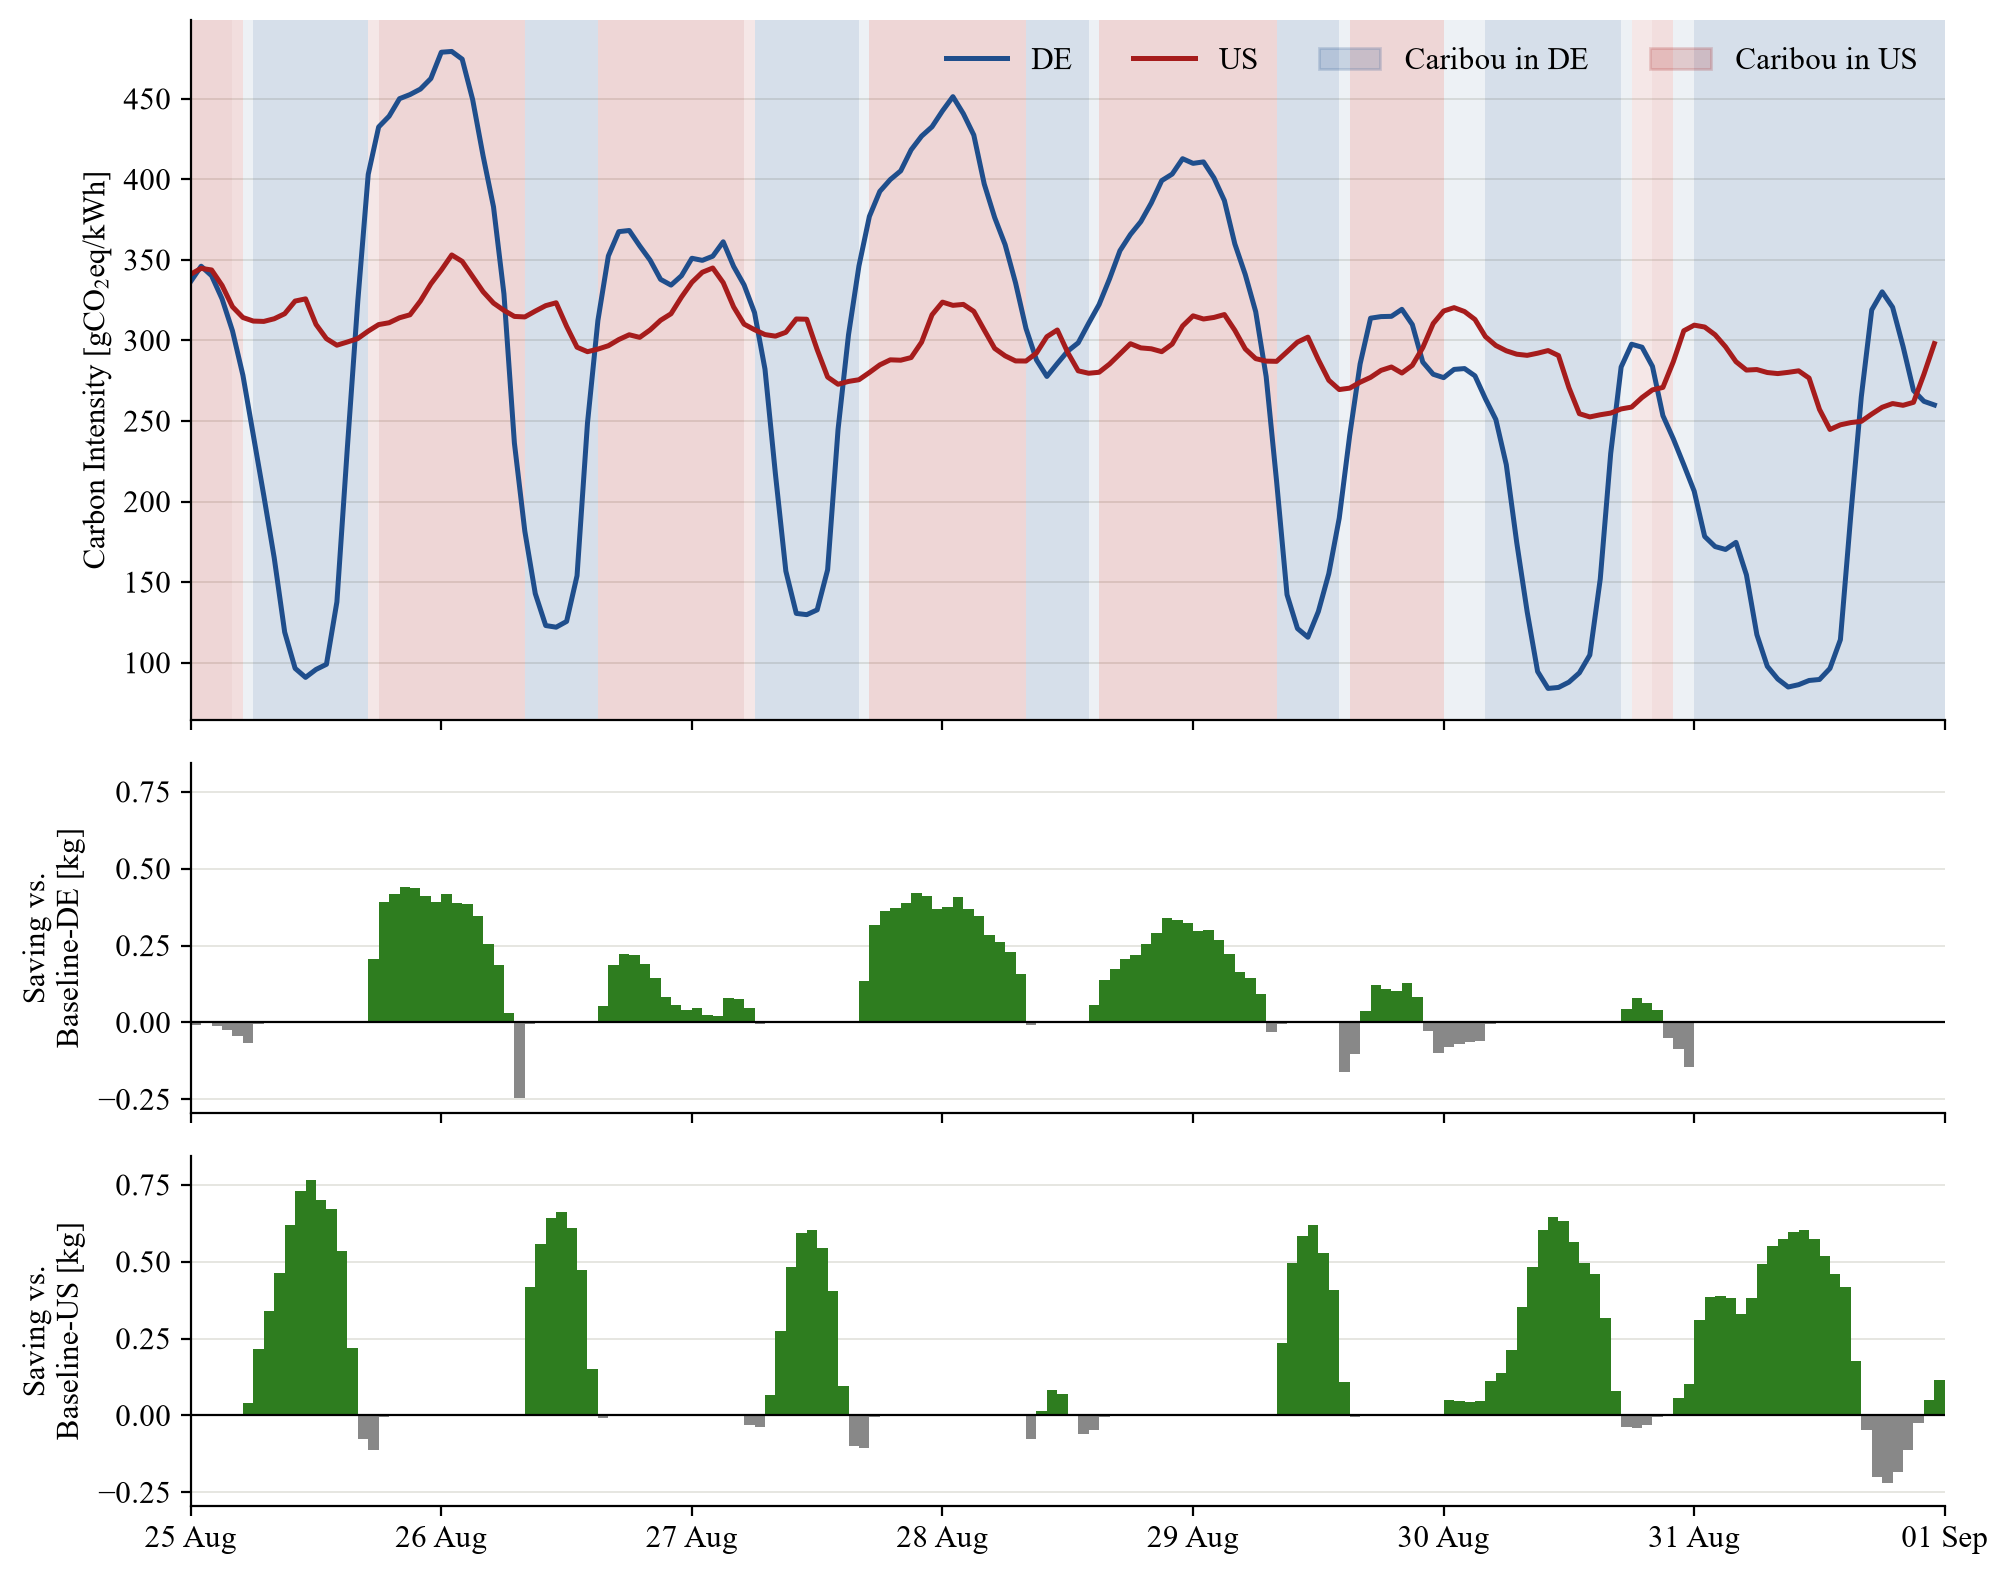 DE
US
Caribou in DE
Caribou in US
Carbon Intensity [gCO₂eq/kWh]
450
400
350
300
250
200
150
100
Saving vs.
Baseline-DE [kg]
0.75
0.50
0.25
0.00
−0.25
Saving vs.
Baseline-US [kg]
0.75
0.50
0.25
0.00
−0.25
25 Aug
26 Aug
27 Aug
28 Aug
29 Aug
30 Aug
31 Aug
01 Sep